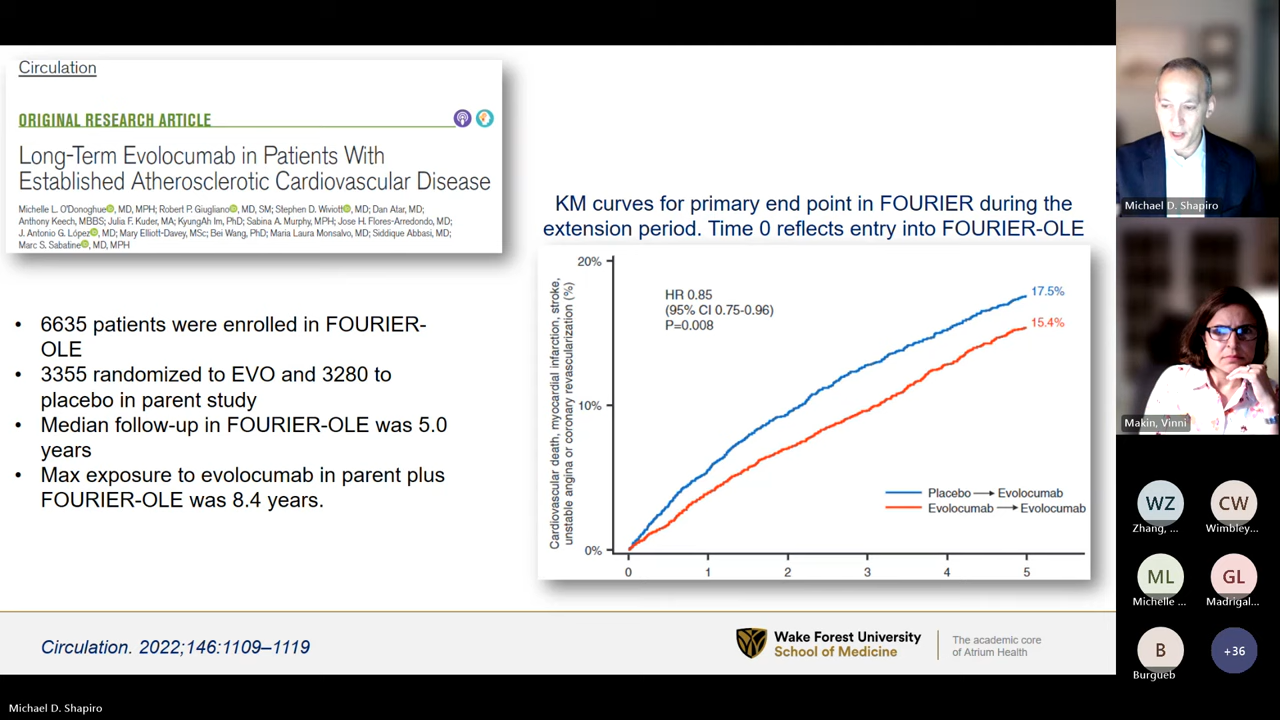 Circulation
ORIGINAL RESEARCH ARTICLE
Long-Term Evolocumab in Patients With
Established Atherosclerotic Cardiovascular Disease
Michelle L. O'Donoghue, MD, MPH; Robert P. Giugliano, MD, SM; Stephen D. Wiviott, MD; Dan Atar, MD;
Anthony Keech, MBBS; Julia F. Kuder, MA; KyungAh Im, PhD; Sabina A. Murphy, MPH; Jose H. Flores-Arredondo, MD;
J. Antonio G. López, MD; Mary Elliott-Davey, MSc; Bei Wang, PhD; Maria Laura Monsalvo, MD; Siddique Abbasi, MD;
Marc S. Sabatine, MD, MPH
• 6635 patients were enrolled in FOURIER-
OLE
• 3355 randomized to EVO and 3280 to
placebo in parent study
• Median follow-up in FOURIER-OLE was 5.0
years
• Max exposure to evolocumab in parent plus
FOURIER-OLE was 8.4 years.
KM curves for primary end point in FOURIER during the
extension period. Time 0 reflects entry into FOURIER-OLE
Cardiovascular death, myocardial infarction, stroke,
unstable angina or coronary revascularization (%)
20%
10%
0%
HR 0.85
(95% CI 0.75-0.96)
P=0.008
17.5%
15.4%
Placebo → Evolocumab
Evolocumab → Evolocumab
0 1 2 3 4 5
Circulation. 2022;146:1109–1119
Wake Forest University
School of Medicine
The academic core
of Atrium Health
Michael D. Shapiro
Makin, Vinni
WZ
Zhang, ...
CW
Wimbley...
ML
Michelle ...
GL
Madrigal...
B
Burgueb
+36
Michael D. Shapiro